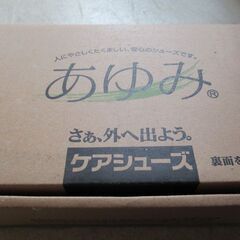 人にやさしくたくましい、安心のシューズです。
あゆみ®
さぁ、外へ出よう。
ケアシューズ
裏面を